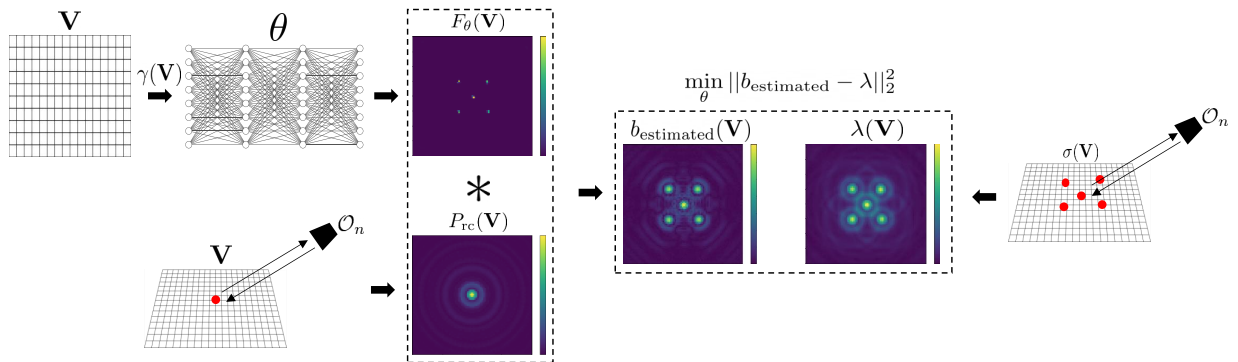 V
γ(V)
θ
F_θ(V)
*
P_rc(V)
V
𝒪_n
min_θ ||b_estimated − λ||_2^2
b_estimated(V)
λ(V)
σ(V)
𝒪_n